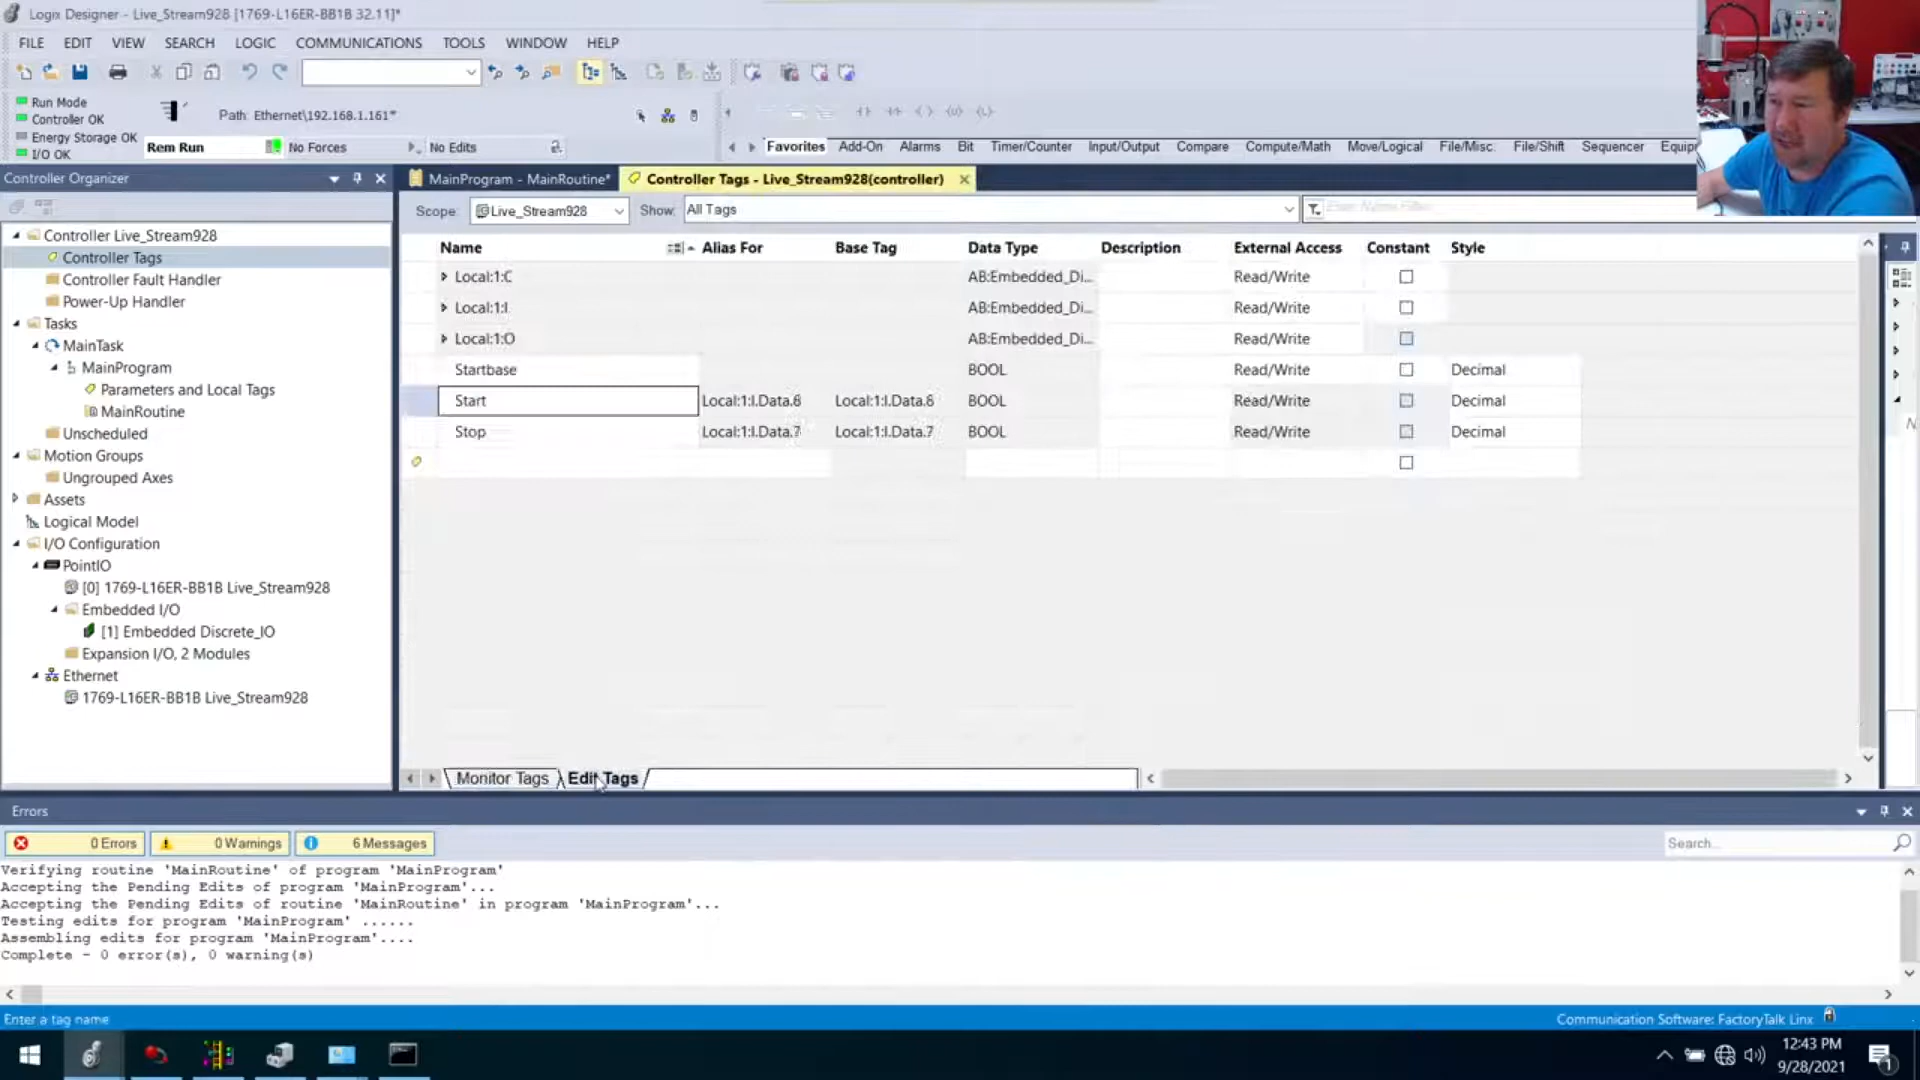 Logix Designer - Live_Stream928 [1769-L16ER-BB1B 32.11]*
FILE EDIT VIEW SEARCH LOGIC COMMUNICATIONS TOOLS WINDOW HELP
Run Mode
Controller OK
Energy Storage OK
I/O OK
Path: Ethernet\192.168.1.161*
Rem Run No Forces No Edits
Favorites Add-On Alarms Bit Timer/Counter Input/Output Compare Compute/Math Move/Logical File/Misc. File/Shift Sequencer Equip
Controller Organizer
Controller Live_Stream928
Controller Tags
Controller Fault Handler
Power-Up Handler
Tasks
MainTask
MainProgram
Parameters and Local Tags
MainRoutine
Unscheduled
Motion Groups
Ungrouped Axes
Assets
Logical Model
I/O Configuration
PointIO
[0] 1769-L16ER-BB1B Live_Stream928
Embedded I/O
[1] Embedded Discrete_IO
Expansion I/O, 2 Modules
Ethernet
1769-L16ER-BB1B Live_Stream928
MainProgram - MainRoutine* Controller Tags - Live_Stream928(controller)
Scope: Live_Stream928 Show: All Tags Enter Name Filter...
Name Alias For Base Tag Data Type Description External Access Constant Style
Local:1:C AB:Embedded_Di... Read/Write
Local:1:I AB:Embedded_Di... Read/Write
Local:1:O AB:Embedded_Di... Read/Write
Startbase BOOL Read/Write Decimal
Start Local:1:I.Data.6 Local:1:I.Data.6 BOOL Read/Write Decimal
Stop Local:1:I.Data.7 Local:1:I.Data.7 BOOL Read/Write Decimal
Monitor Tags Edit Tags
Errors
0 Errors 0 Warnings 6 Messages Search...
Verifying routine 'MainRoutine' of program 'MainProgram'
Accepting the Pending Edits of program 'MainProgram'...
Accepting the Pending Edits of routine 'MainRoutine' in program 'MainProgram'...
Testing edits for program 'MainProgram' ......
Assembling edits for program 'MainProgram'....
Complete - 0 error(s), 0 warning(s)
Enter a tag name
Communication Software: FactoryTalk Linx
12:43 PM
9/28/2021
1